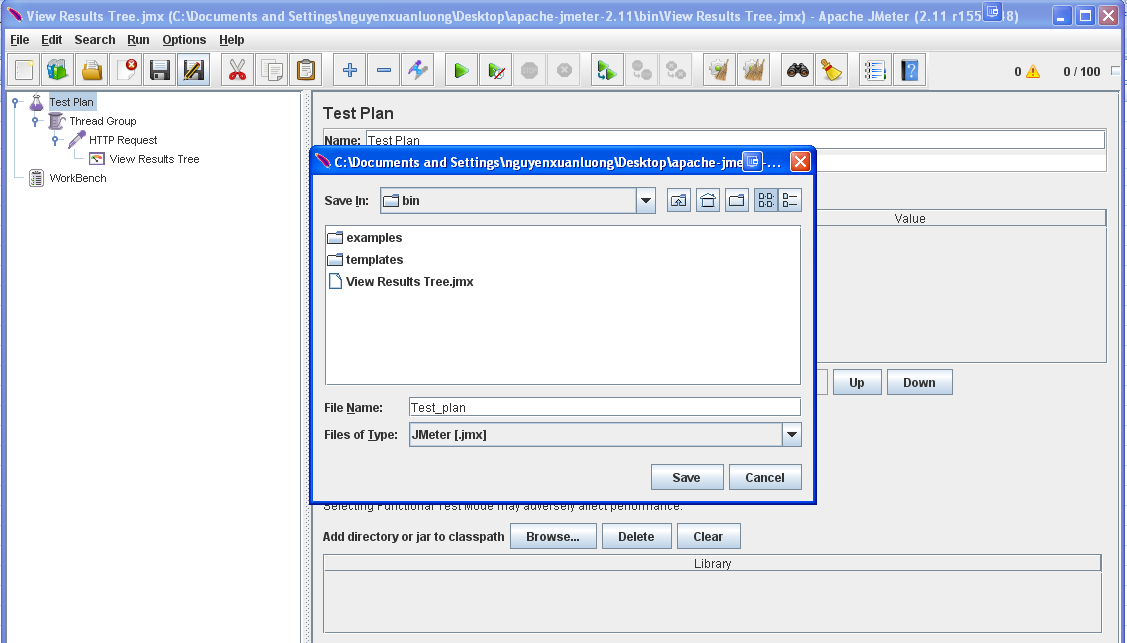 View Results Tree.jmx (C:\Documents and Settings\nguyenxuanluong\Desktop\apache-jmeter-2.11\bin\View Results Tree.jmx) - Apache JMeter (2.11 r155 8)
File Edit Search Run Options Help
0 0 / 100
Test Plan
Thread Group
HTTP Request
View Results Tree
WorkBench
Test Plan
Name: Test Plan
Value
C:\Documents and Settings\nguyenxuanluong\Desktop\apache-jme -...
Save In: bin
examples
templates
View Results Tree.jmx
File Name: Test_plan
Files of Type: JMeter [.jmx]
Save Cancel
Up Down
Selecting Functional Test Mode may adversely affect performance.
Add directory or jar to classpath Browse... Delete Clear
Library